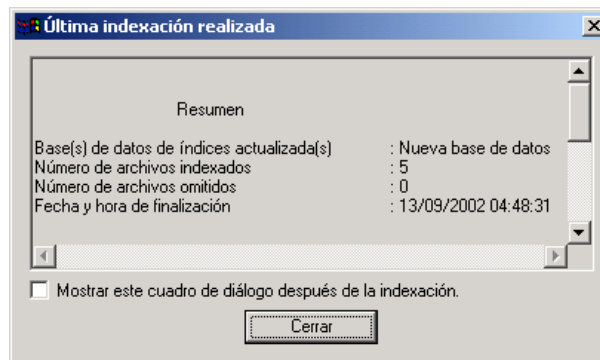 Última indexación realizada
Resumen
Base(s) de datos de índices actualizada(s) : Nueva base de datos
Número de archivos indexados : 5
Número de archivos omitidos : 0
Fecha y hora de finalización : 13/09/2002 04:48:31
Mostrar este cuadro de diálogo después de la indexación.
Cerrar